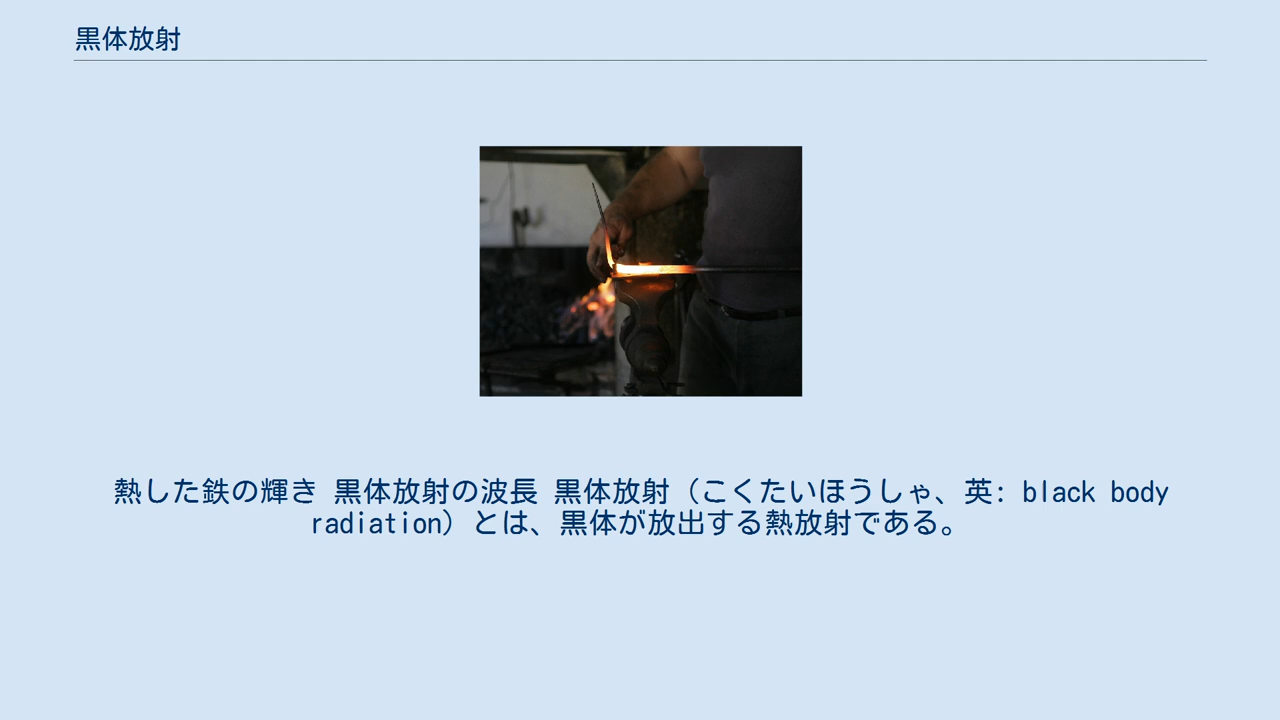 黒体放射
熱した鉄の輝き 黒体放射の波長 黒体放射（こくたいほうしゃ、英: black body
radiation）とは、黒体が放出する熱放射である。